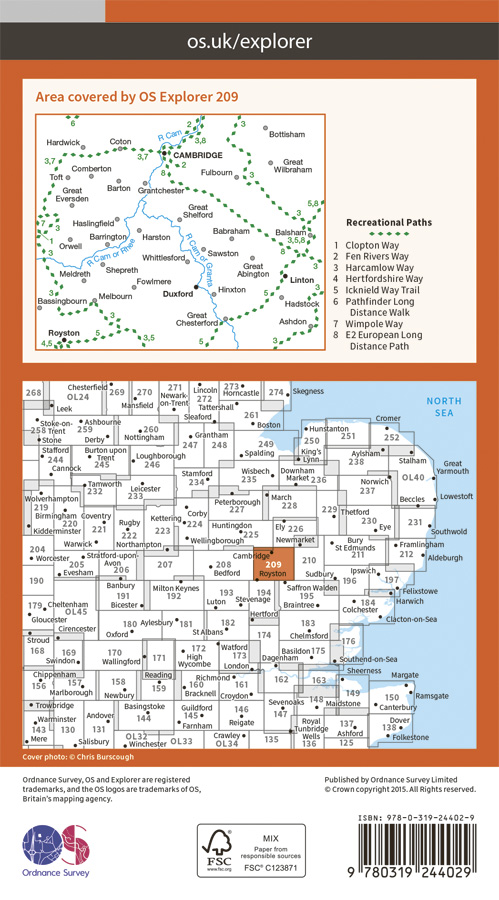 os.uk/explorer
Area covered by OS Explorer 209
R Cam
6
3,8
3
Bottisham
Hardwick
Coton
3,7
3,7
CAMBRIDGE
8
2
Great
Wilbraham
Comberton
Toft
Barton
Fulbourn
3
Great
Eversden
Grantchester
Haslingfield
Great
Shelford
5,8
7
3
1
Orwell
Barrington
Harston
Babraham
Balsham
3,5,8
R Cam or Rhee
Whittlesford
Sawston
8
Meldreth
Shepreth
R Cam or Granta
Great
Abington
Linton
Fowlmere
Duxford
Hinxton
Bassingbourn
Melbourn
Hadstock
Great
Chesterford
Ashdon
Royston
3
4,5
3,5
5
3
Recreational Paths
1 Clopton Way
2 Fen Rivers Way
3 Harcamlow Way
4 Hertfordshire Way
5 Icknield Way Trail
6 Pathfinder Long
Distance Walk
7 Wimpole Way
8 E2 European Long
Distance Path
268
Chesterfield
OL24
269
270
271
Lincoln
272
273
Horncastle
274
Skegness
Leek
Mansfield
Newark-
on-Trent
Tattershall
NORTH
SEA
Stoke-on-
Trent
258
Ashbourne
259
260
Sleaford
261
Boston
Hunstanton
Cromer
Stone
Derby
Nottingham
247
Grantham
248
249
250
251
252
Stafford
244
Burton upon
Trent
245
Loughborough
246
Spalding
King's
Lynn
Aylsham
238
Stalham
Cannock
Stamford
234
Wisbech
235
Downham
Market
236
Norwich
237
OL40
Great
Yarmouth
Tamworth
232
Leicester
233
Wolverhampton
219
Peterborough
227
March
228
229
Beccles
Lowestoft
Birmingham
220
Coventry
221
Kettering
223
Corby
224
Thetford
230
Eye
231
Kidderminster
Rugby
222
Huntingdon
225
Ely
226
Southwold
Warwick
Northampton
Wellingborough
Newmarket
Bury
St Edmunds
211
Framlingham
212
Aldeburgh
204
Worcester
Stratford-upon-
Avon
205
206
207
208
Bedford
Cambridge
209
Royston
210
Evesham
Sudbury
196
Ipswich
197
190
Banbury
191
Milton Keynes
192
193
194
Saffron Walden
195
Felixstowe
179
Cheltenham
OL45
Bicester
Luton
Stevenage
Braintree
184
Colchester
Harwich
Gloucester
Hertford
Clacton-on-Sea
Stroud
168
Cirencester
180
Oxford
Aylesbury
181
182
St Albans
174
183
Chelmsford
176
169
Swindon
170
Wallingford
171
172
High
Wycombe
Watford
173
London
Basildon
175
Dagenham
Southend-on-Sea
Chippenham
156
157
Marlborough
158
Newbury
Reading
159
Richmond
160
Bracknell
161
Croydon
162
163
Sheerness
Margate
Trowbridge
148
Maidstone
149
150
Canterbury
Ramsgate
Warminster
143
Mere
130
Andover
131
Basingstoke
144
Guildford
145
Farnham
146
Reigate
Sevenoaks
147
Salisbury
OL32
Winchester
OL33
Crawley
OL34
135
Royal
Tunbridge
Wells
136
137
Ashford
125
Dover
138
Folkestone
Cover photo: © Chris Burscough
Ordnance Survey, OS and Explorer are registered
trademarks, and the OS logos are trademarks of OS,
Britain's mapping agency.
Published by Ordnance Survey Limited
© Crown copyright 2015. All Rights reserved.
OS
Ordnance Survey
FSC
www.fsc.org
MIX
Paper from
responsible sources
FSC® C123871
ISBN: 978-0-319-24402-9
9 780319 244029